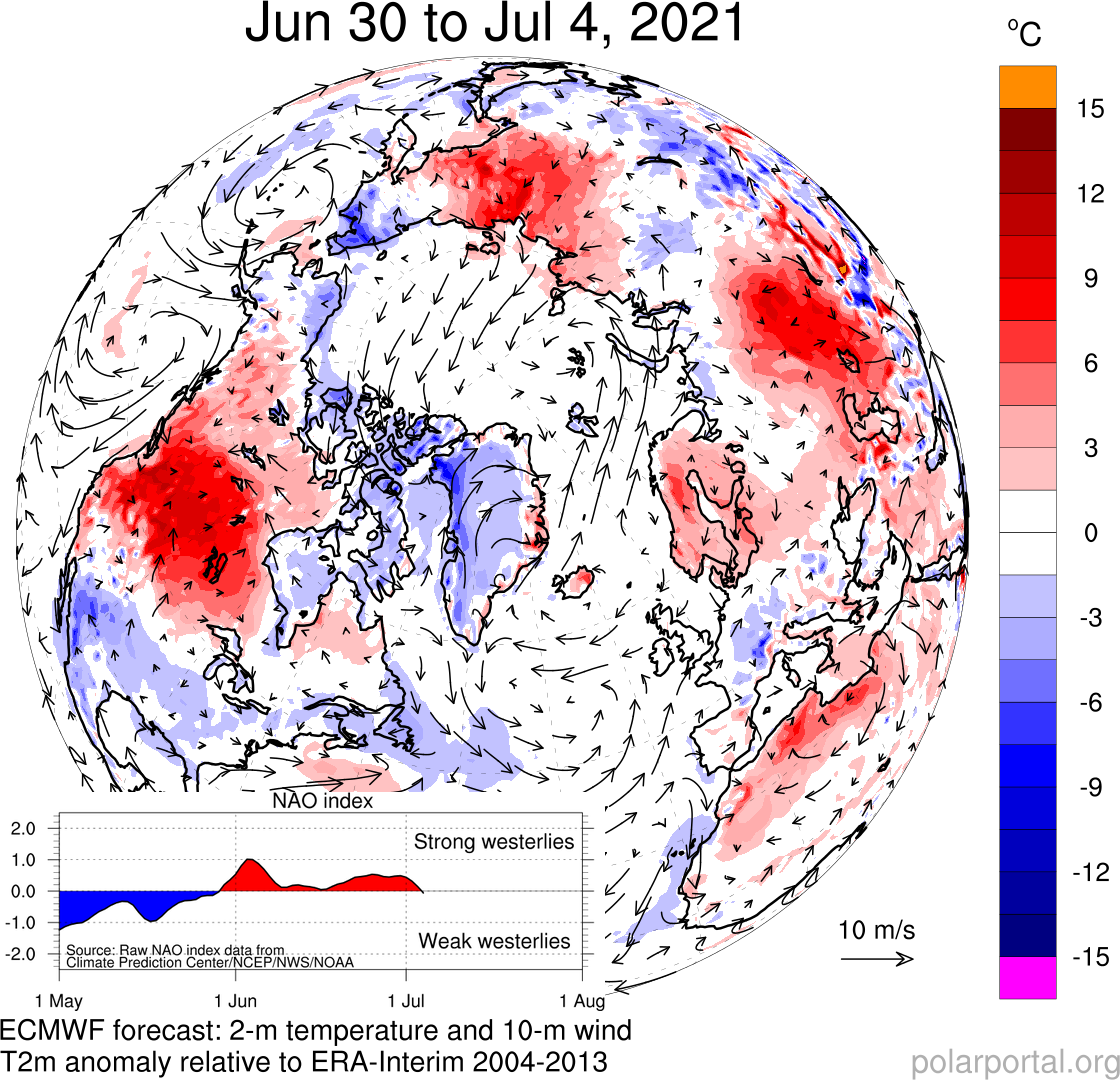 Jun 30 to Jul 4, 2021
oC
15
12
9
6
3
0
-3
-6
-9
-12
-15
NAO index
2.0
1.0
0.0
-1.0
-2.0
Strong westerlies
Weak westerlies
Source: Raw NAO index data from
Climate Prediction Center/NCEP/NWS/NOAA
1 May 1 Jun 1 Jul 1 Aug
10 m/s
ECMWF forecast: 2-m temperature and 10-m wind
T2m anomaly relative to ERA-Interim 2004-2013
polarportal.org